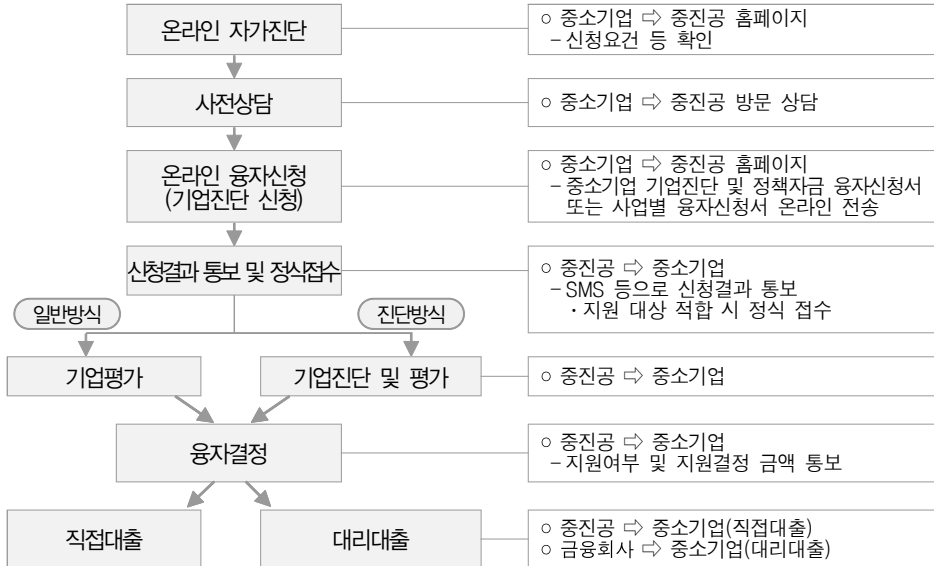 온라인 자가진단
○ 중소기업 ⇨ 중진공 홈페이지
– 신청요건 등 확인
사전상담
○ 중소기업 ⇨ 중진공 방문 상담
온라인 융자신청
(기업진단 신청)
○ 중소기업 ⇨ 중진공 홈페이지
– 중소기업 기업진단 및 정책자금 융자신청서
또는 사업별 융자신청서 온라인 전송
신청결과 통보 및 정식접수
○ 중진공 ⇨ 중소기업
– SMS 등으로 신청결과 통보
· 지원 대상 적합 시 정식 접수
일반방식
진단방식
기업평가
기업진단 및 평가
○ 중진공 ⇨ 중소기업
융자결정
○ 중진공 ⇨ 중소기업
– 지원여부 및 지원결정 금액 통보
직접대출
대리대출
○ 중진공 ⇨ 중소기업(직접대출)
○ 금융회사 ⇨ 중소기업(대리대출)